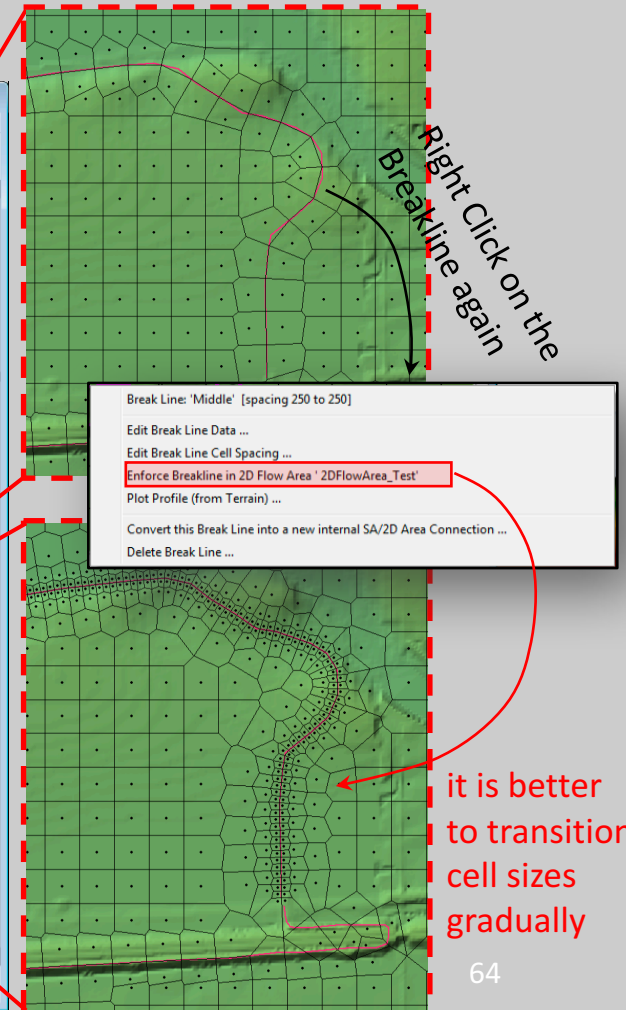 Right Click on the
Breakline again
Break Line: 'Middle' [spacing 250 to 250]
Edit Break Line Data ...
Edit Break Line Cell Spacing ...
Enforce Breakline in 2D Flow Area ' 2DFlowArea_Test'
Plot Profile (from Terrain) ...
Convert this Break Line into a new internal SA/2D Area Connection ...
Delete Break Line ...
it is better
to transition
cell sizes
gradually
64